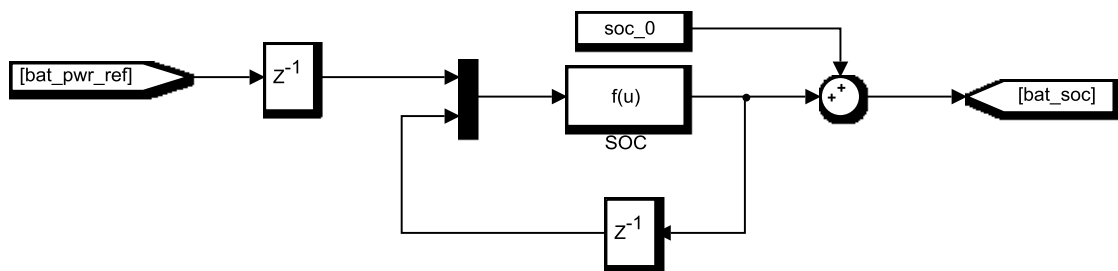 soc_0
[bat_pwr_ref]
Z-1
f(u)
[bat_soc]
SOC
Z-1